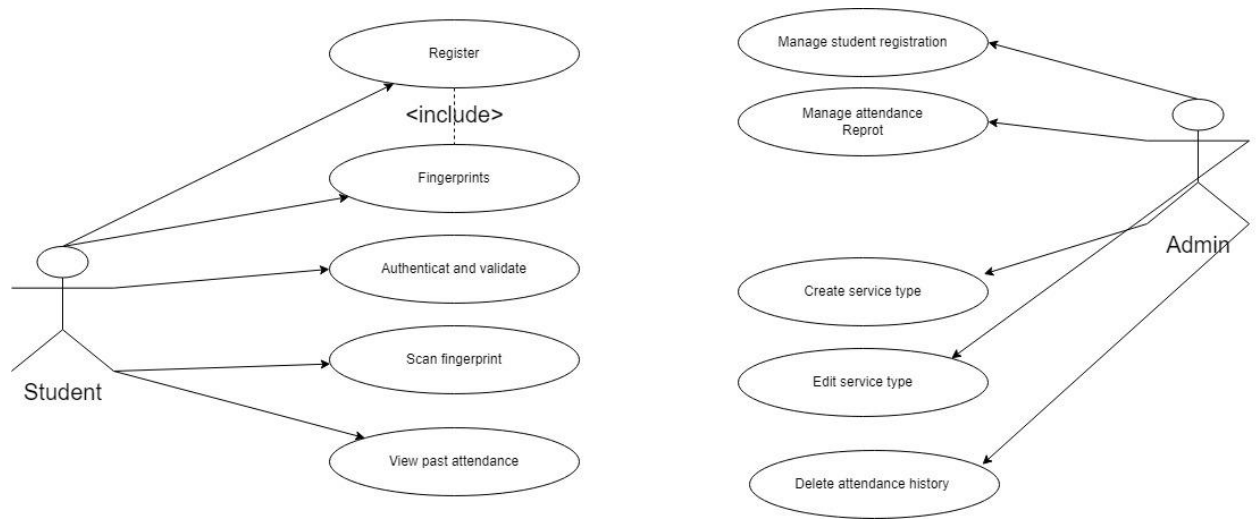 Register
<include>
Fingerprints
Authenticat and validate
Scan fingerprint
View past attendance
Student
Manage student registration
Manage attendance
Reprot
Create service type
Edit service type
Delete attendance history
Admin